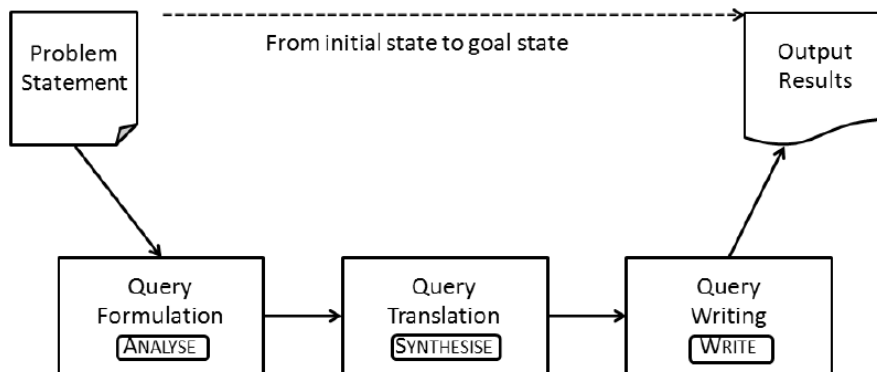 Problem
Statement
From initial state to goal state
Output
Results
Query
Formulation
ANALYSE
Query
Translation
SYNTHESISE
Query
Writing
WRITE